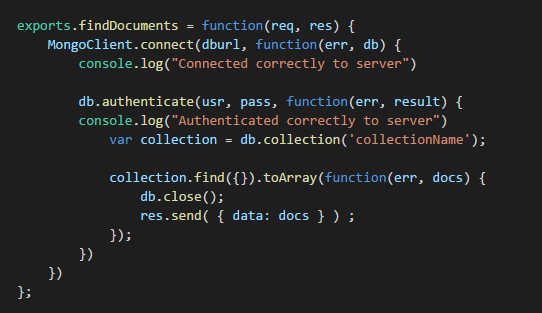 exports.findDocuments = function(req, res) {
    MongoClient.connect(dburl, function(err, db) {
        console.log("Connected correctly to server")

        db.authenticate(usr, pass, function(err, result) {
        console.log("Authenticated correctly to server")
            var collection = db.collection('collectionName');

            collection.find({}).toArray(function(err, docs) {
                db.close();
                res.send( { data: docs } ) ;
            });
        })
    })
};